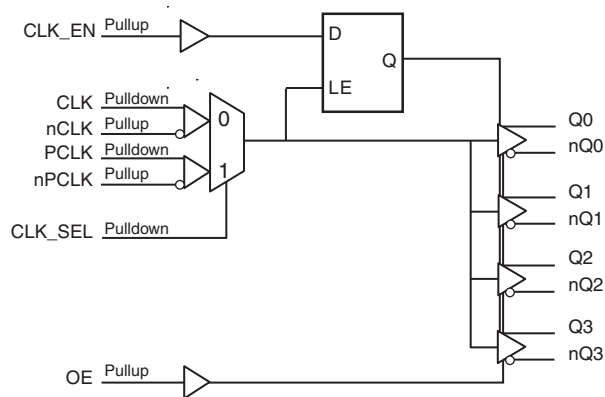 CLK_EN Pullup
D
Q
LE
CLK Pulldown
nCLK Pullup
PCLK Pulldown
nPCLK Pullup
0
1
CLK_SEL Pulldown
OE Pullup
Q0
nQ0
Q1
nQ1
Q2
nQ2
Q3
nQ3